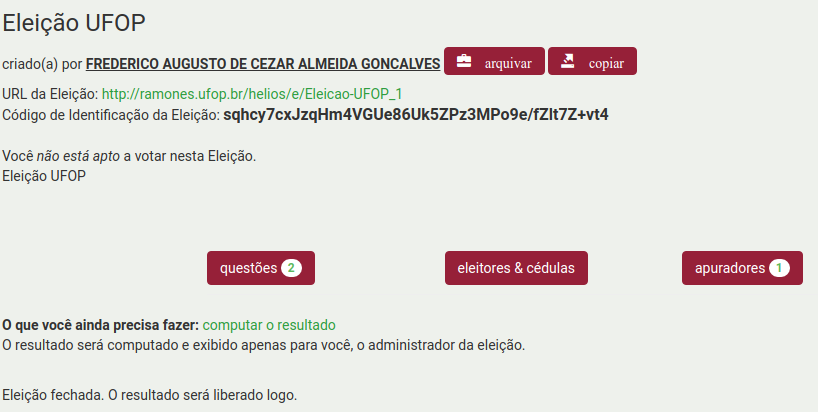 Eleição UFOP
criado(a) por FREDERICO AUGUSTO DE CEZAR ALMEIDA GONCALVES arquivar copiar
URL da Eleição: http://ramones.ufop.br/helios/e/Eleicao-UFOP_1
Código de Identificação da Eleição: sqhcy7cxJzqHm4VGUe86Uk5ZPz3MPo9e/fZlt7Z+vt4
Você não está apto a votar nesta Eleição.
Eleição UFOP
questões 2 eleitores & cédulas apuradores 1
O que você ainda precisa fazer: computar o resultado
O resultado será computado e exibido apenas para você, o administrador da eleição.
Eleição fechada. O resultado será liberado logo.